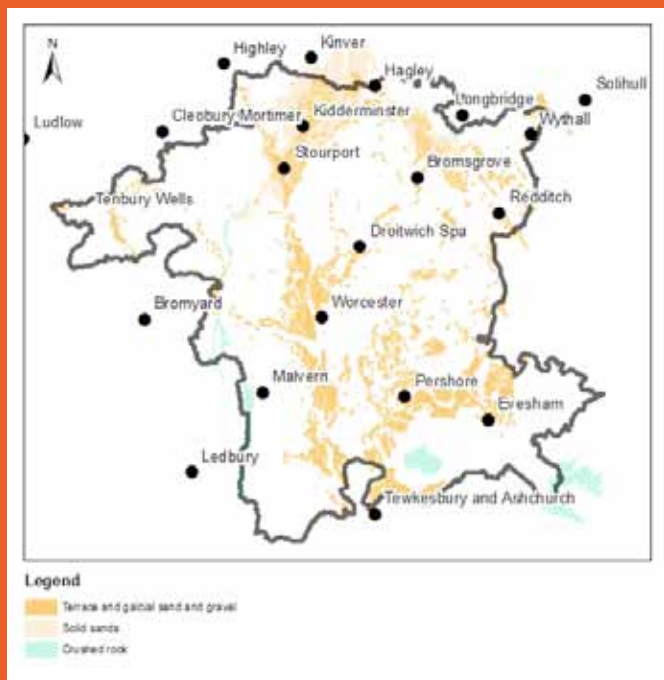 N
Highley
Kinver
Hagley
Solihull
Longbridge
Ludlow
Cleobury Mortimer
Kidderminster
Wythall
Stourport
Bromsgrove
Tenbury Wells
Redditch
Droitwich Spa
Bromyard
Worcester
Malvern
Pershore
Evesham
Ledbury
Tewkesbury and Ashchurch
Legend
Terrace and galcial sand and gravel
Solid sands
Crushed rock